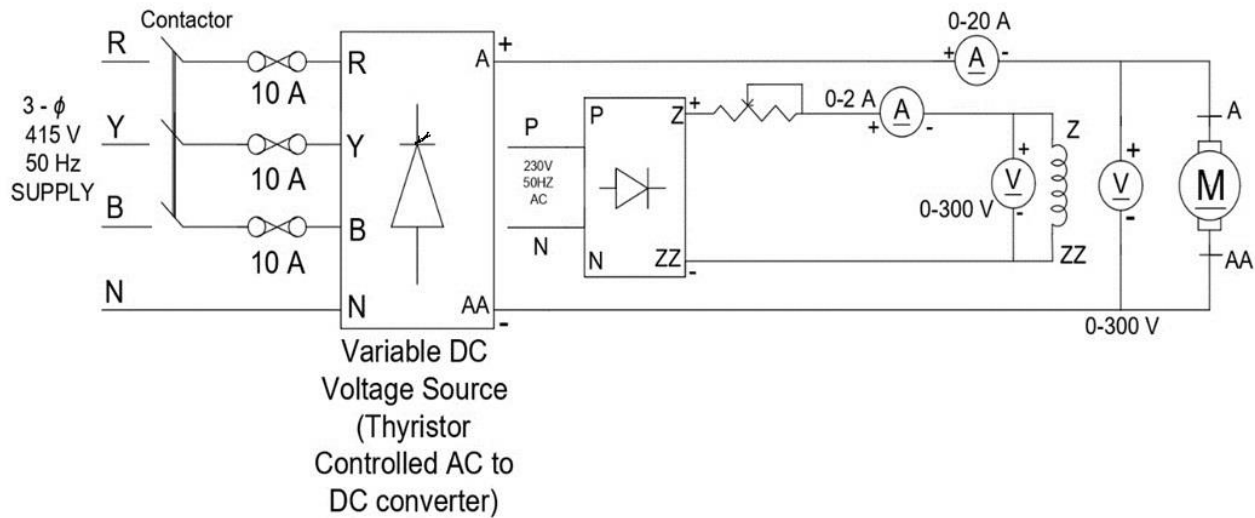 Contactor
R
3 - ϕ
415 V
50 Hz
SUPPLY
Y
B
N
10 A
10 A
10 A
R
Y
B
N
A
+
AA
-
Variable DC
Voltage Source
(Thyristor
Controlled AC to
DC converter)
P
230V
50HZ
AC
N
P
N
Z
+
ZZ
-
0-2 A
+ A -
0-20 A
+ A -
+
V
-
0-300 V
Z
ZZ
+
V
-
0-300 V
A
M
AA